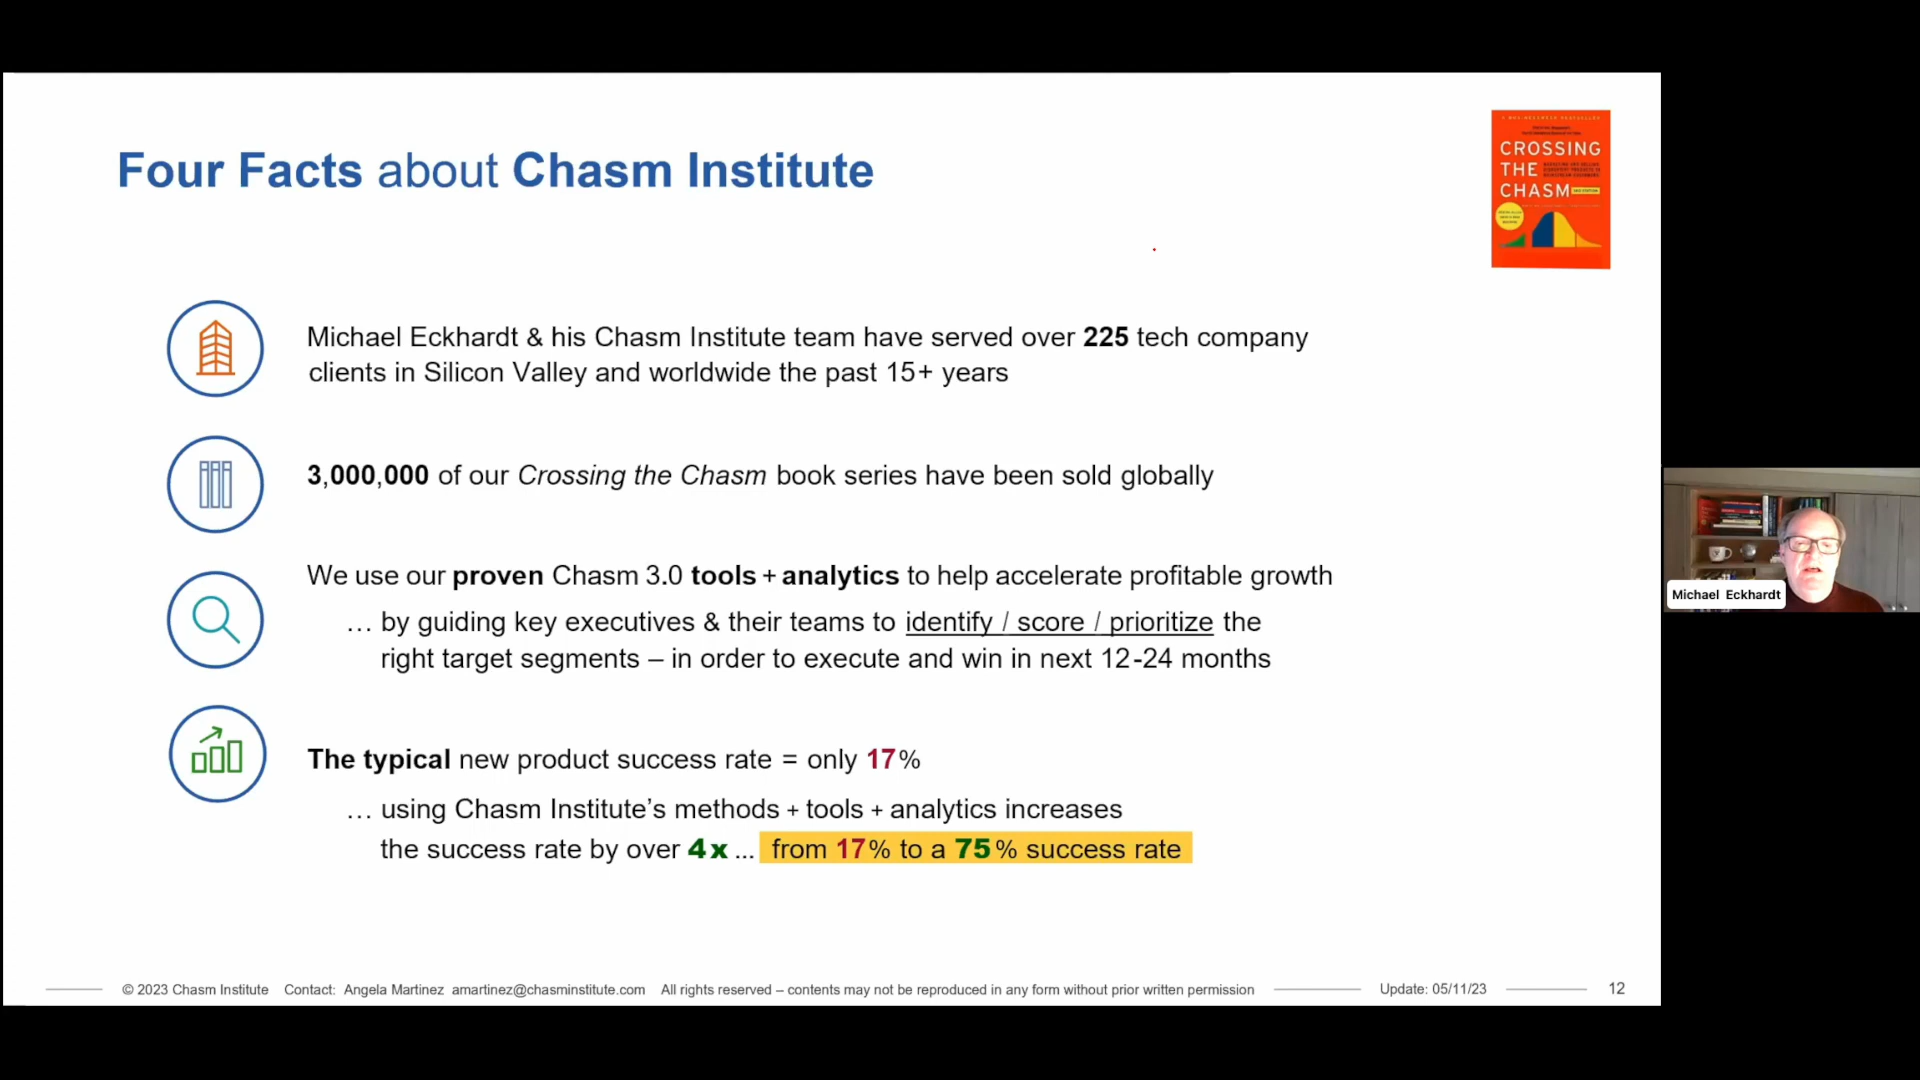 Four Facts about Chasm Institute
CROSSING
THE
CHASM
Michael Eckhardt & his Chasm Institute team have served over 225 tech company
clients in Silicon Valley and worldwide the past 15+ years
3,000,000 of our Crossing the Chasm book series have been sold globally
We use our proven Chasm 3.0 tools + analytics to help accelerate profitable growth
… by guiding key executives & their teams to identify / score / prioritize the
right target segments – in order to execute and win in next 12-24 months
Michael Eckhardt
The typical new product success rate = only 17%
… using Chasm Institute’s methods + tools + analytics increases
the success rate by over 4x ... from 17% to a 75% success rate
© 2023 Chasm Institute Contact: Angela Martinez amartinez@chasminstitute.com All rights reserved – contents may not be reproduced in any form without prior written permission Update: 05/11/23 12